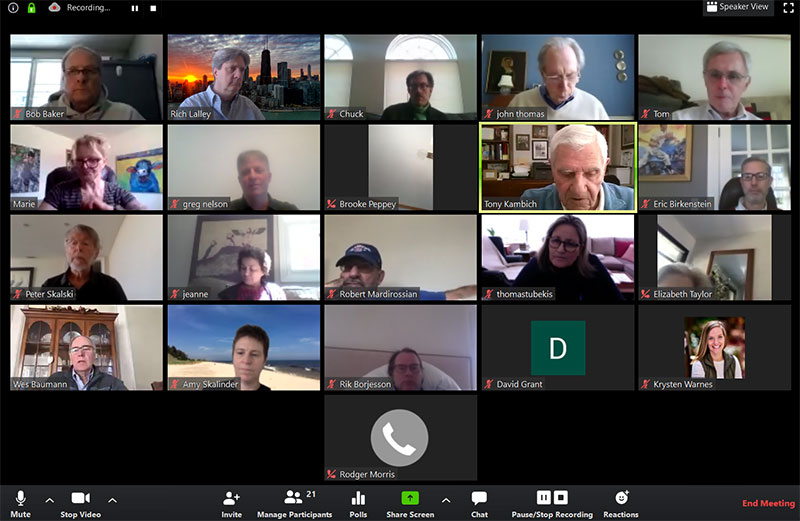 Recording...
Speaker View
Bob Baker
Rich Lalley
Chuck
john thomas
Tom
Marie
greg nelson
Brooke Peppey
Tony Kambich
Eric Birkenstein
Peter Skalski
jeanne
Robert Mardirossian
thomastubekis
Elizabeth Taylor
Wes Baumann
Amy Skalinder
Rik Borjesson
D
David Grant
Krysten Warnes
Rodger Morris
Mute
Stop Video
Invite
21
Manage Participants
Polls
Share Screen
Chat
Pause/Stop Recording
Reactions
End Meeting